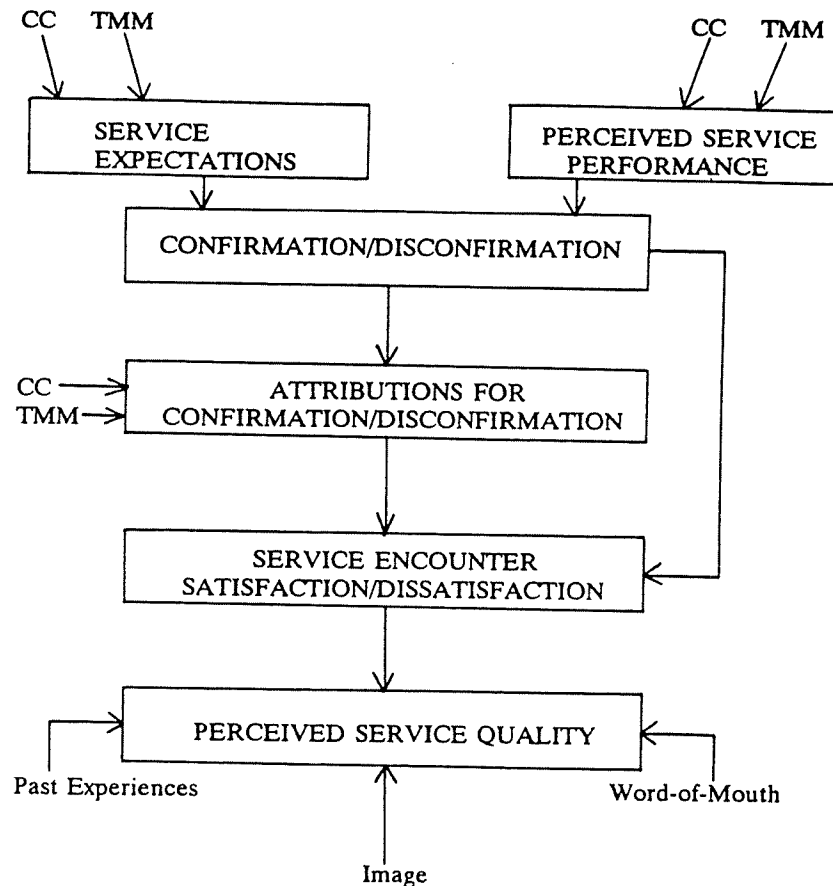 CC TMM
CC TMM
SERVICE
EXPECTATIONS
PERCEIVED SERVICE
PERFORMANCE
CONFIRMATION/DISCONFIRMATION
CC
TMM
ATTRIBUTIONS FOR
CONFIRMATION/DISCONFIRMATION
SERVICE ENCOUNTER
SATISFACTION/DISSATISFACTION
PERCEIVED SERVICE QUALITY
Past Experiences
Word-of-Mouth
Image